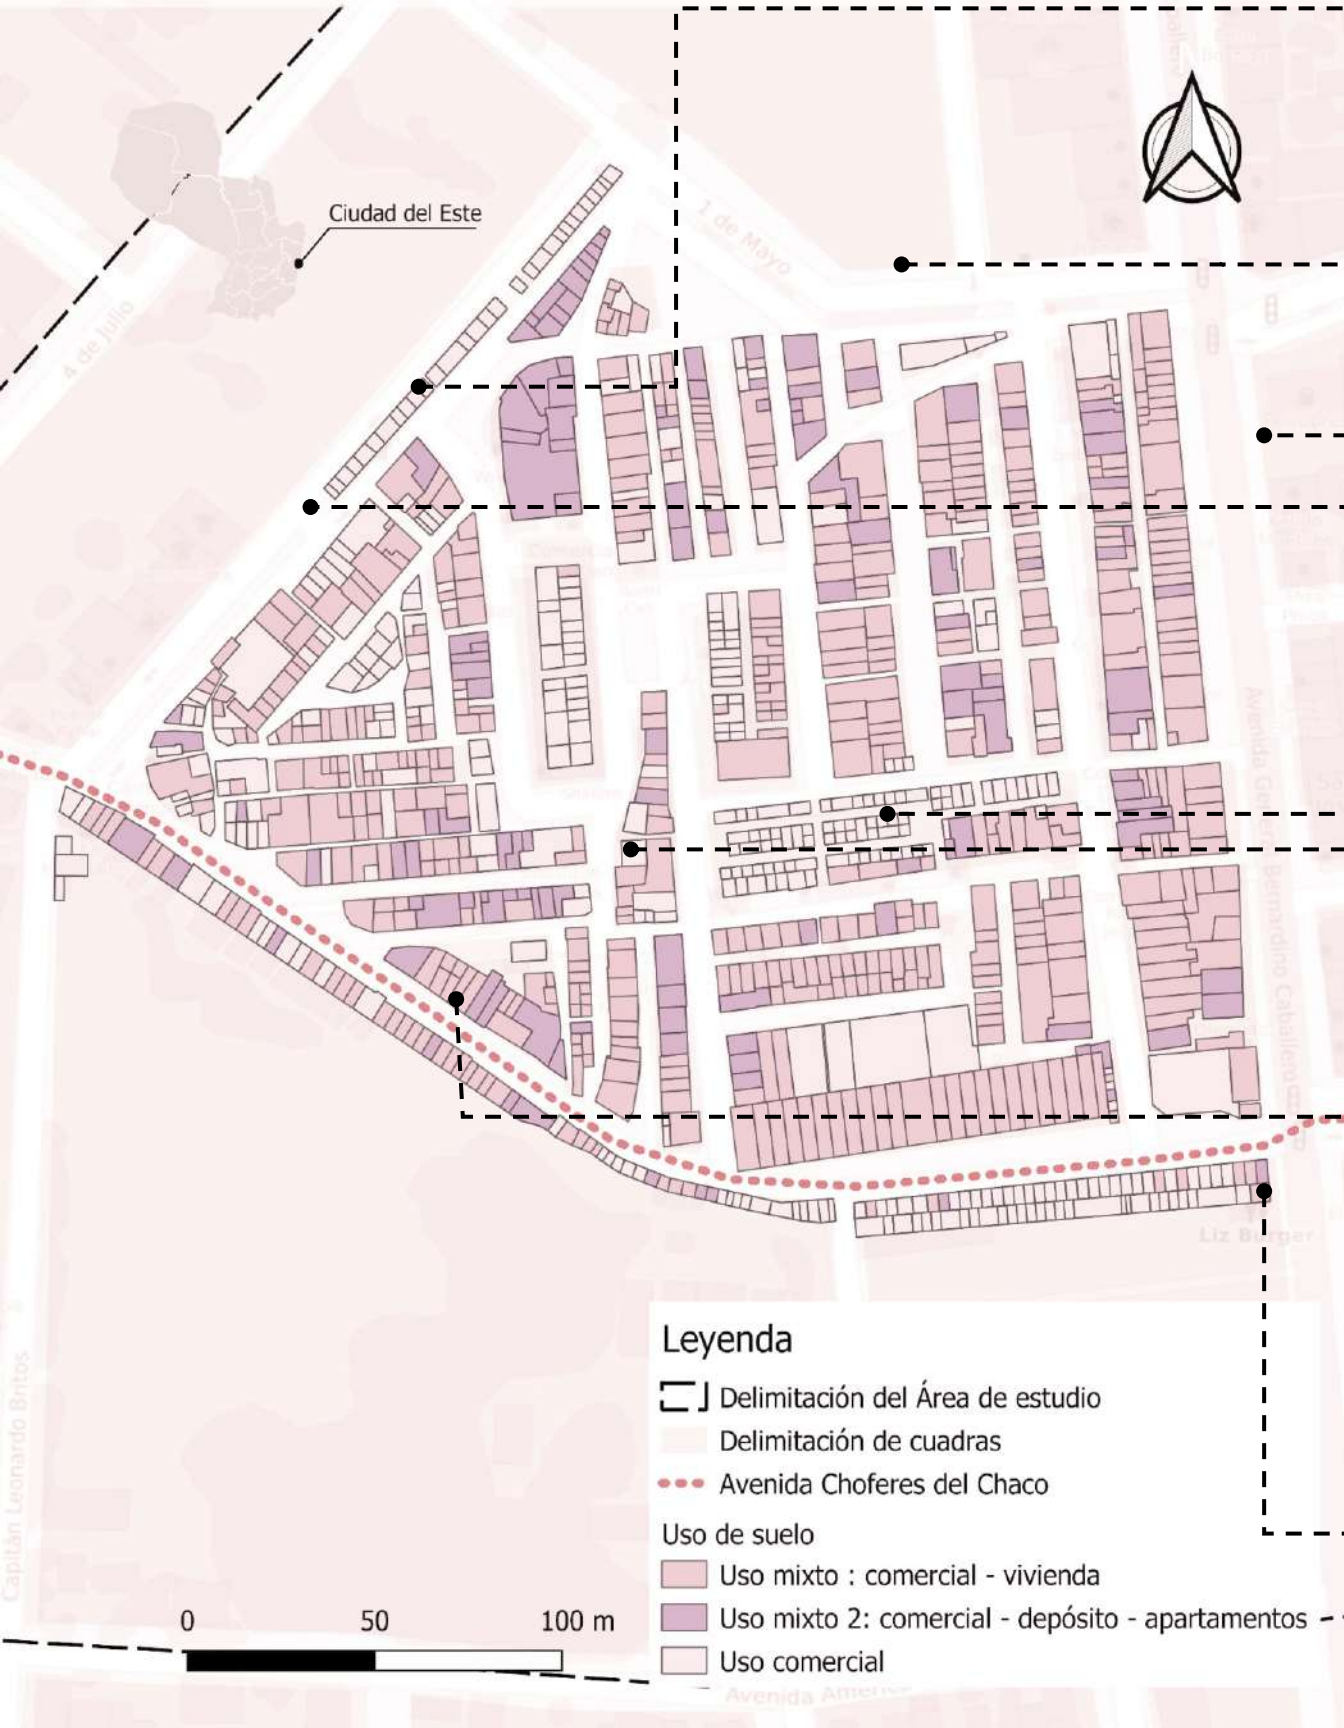 N
1 de Mayo
Ciudad del Este
4 de Julio
Avenida General Bernardino Caballero
Liz Burger
Capitán Leonardo Britos
Leyenda
Delimitación del Área de estudio
Delimitación de cuadras
Avenida Choferes del Chaco
Uso de suelo
Uso mixto : comercial - vivienda
Uso mixto 2: comercial - depósito - apartamentos
Uso comercial
0 50 100 m
Avenida